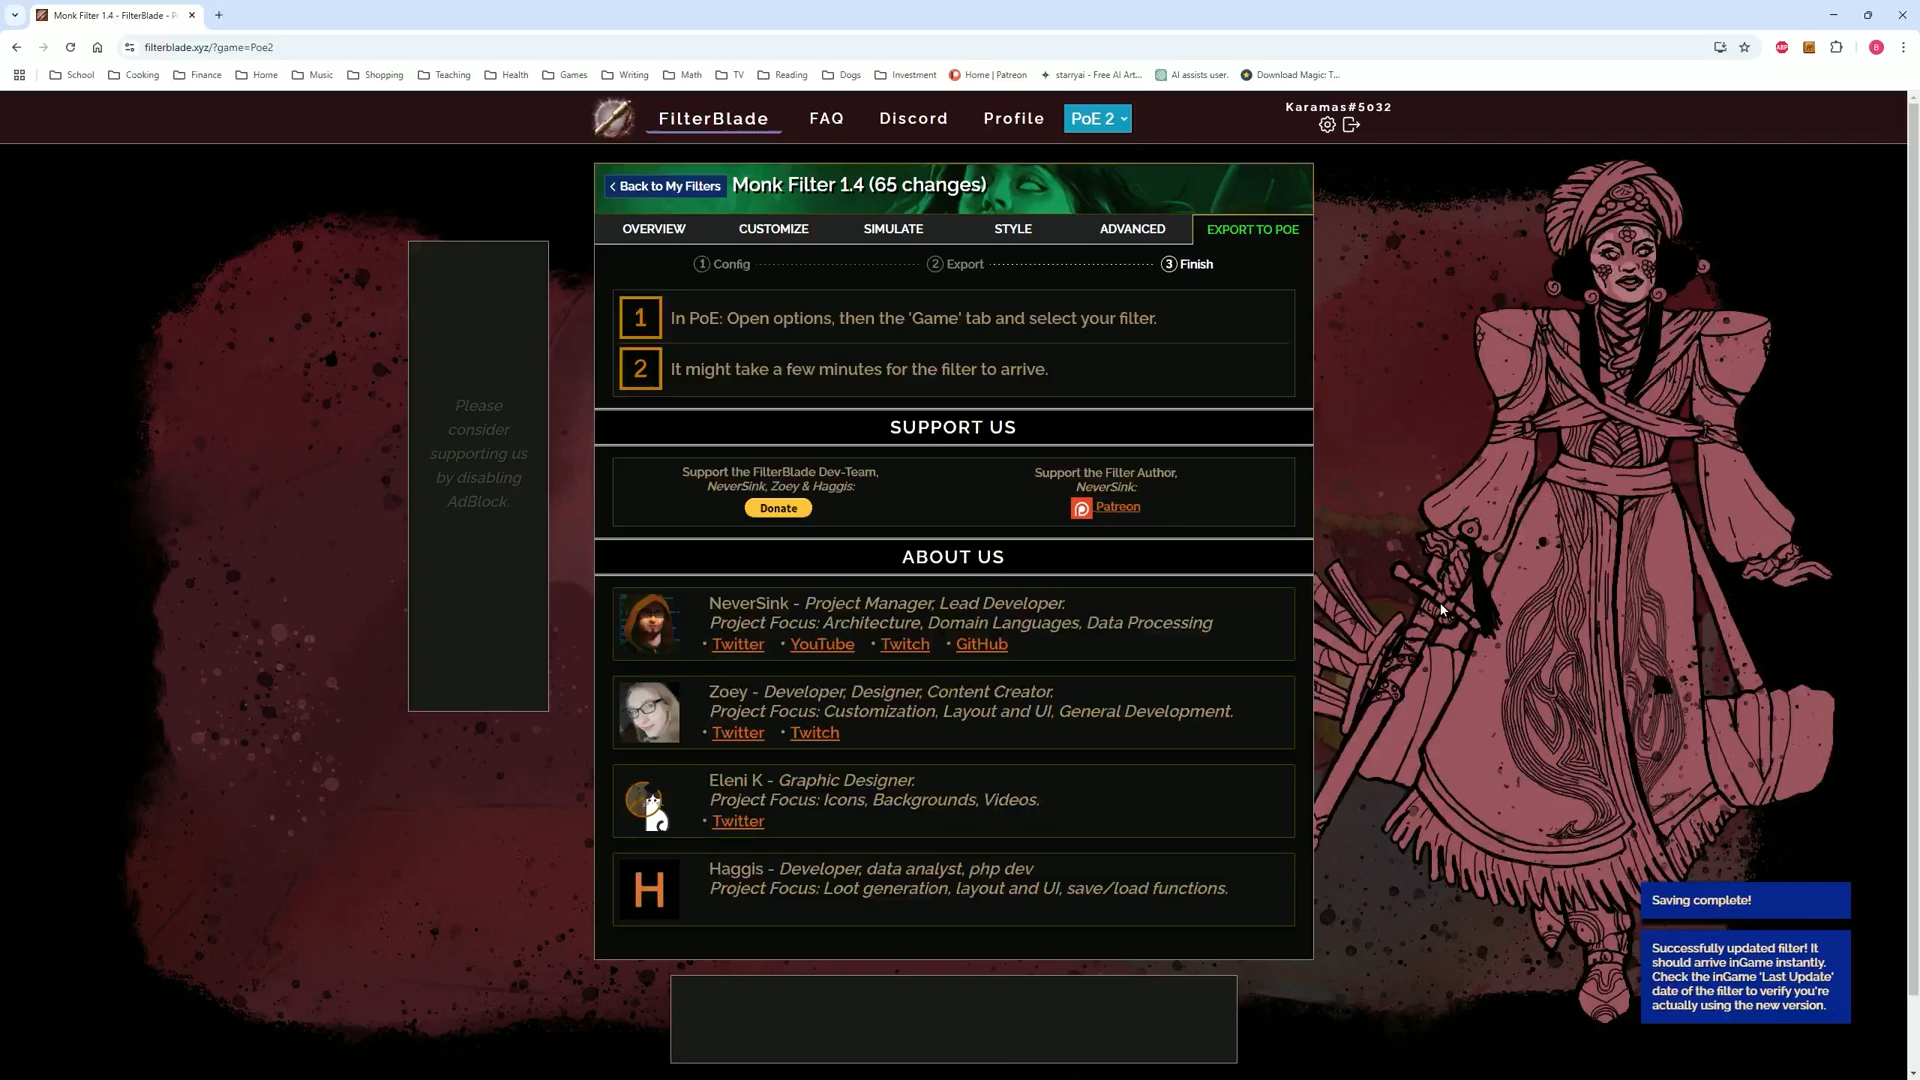 Monk Filter 1.4 - FilterBlade - P
filterblade.xyz/?game=Poe2
ABP
B
School
Cooking
Finance
Home
Music
Shopping
Teaching
Health
Games
Writing
Math
TV
Reading
Dogs
Investment
Home | Patreon
starryai - Free AI Art...
AI assists user.
Download Magic: T...
FilterBlade
FAQ
Discord
Profile
PoE 2
Karamas#5032
Back to My Filters
Monk Filter 1.4 (65 changes)
OVERVIEW
CUSTOMIZE
SIMULATE
STYLE
ADVANCED
EXPORT TO POE
1 Config
2 Export
3 Finish
1 In PoE: Open options, then the 'Game' tab and select your filter.
2 It might take a few minutes for the filter to arrive.
Please
consider
supporting us
by disabling
AdBlock.
SUPPORT US
Support the FilterBlade Dev-Team,
NeverSink, Zoey & Haggis:
Donate
Support the Filter Author,
NeverSink:
Patreon
ABOUT US
NeverSink - Project Manager, Lead Developer.
Project Focus: Architecture, Domain Languages, Data Processing
• Twitter • YouTube • Twitch • GitHub
Zoey - Developer, Designer, Content Creator.
Project Focus: Customization, Layout and UI, General Development.
• Twitter • Twitch
Eleni K - Graphic Designer.
Project Focus: Icons, Backgrounds, Videos.
• Twitter
H
Haggis - Developer, data analyst, php dev
Project Focus: Loot generation, layout and UI, save/load functions.
Saving complete!
Successfully updated filter! It
should arrive inGame instantly.
Check the inGame 'Last Update'
date of the filter to verify you're
actually using the new version.